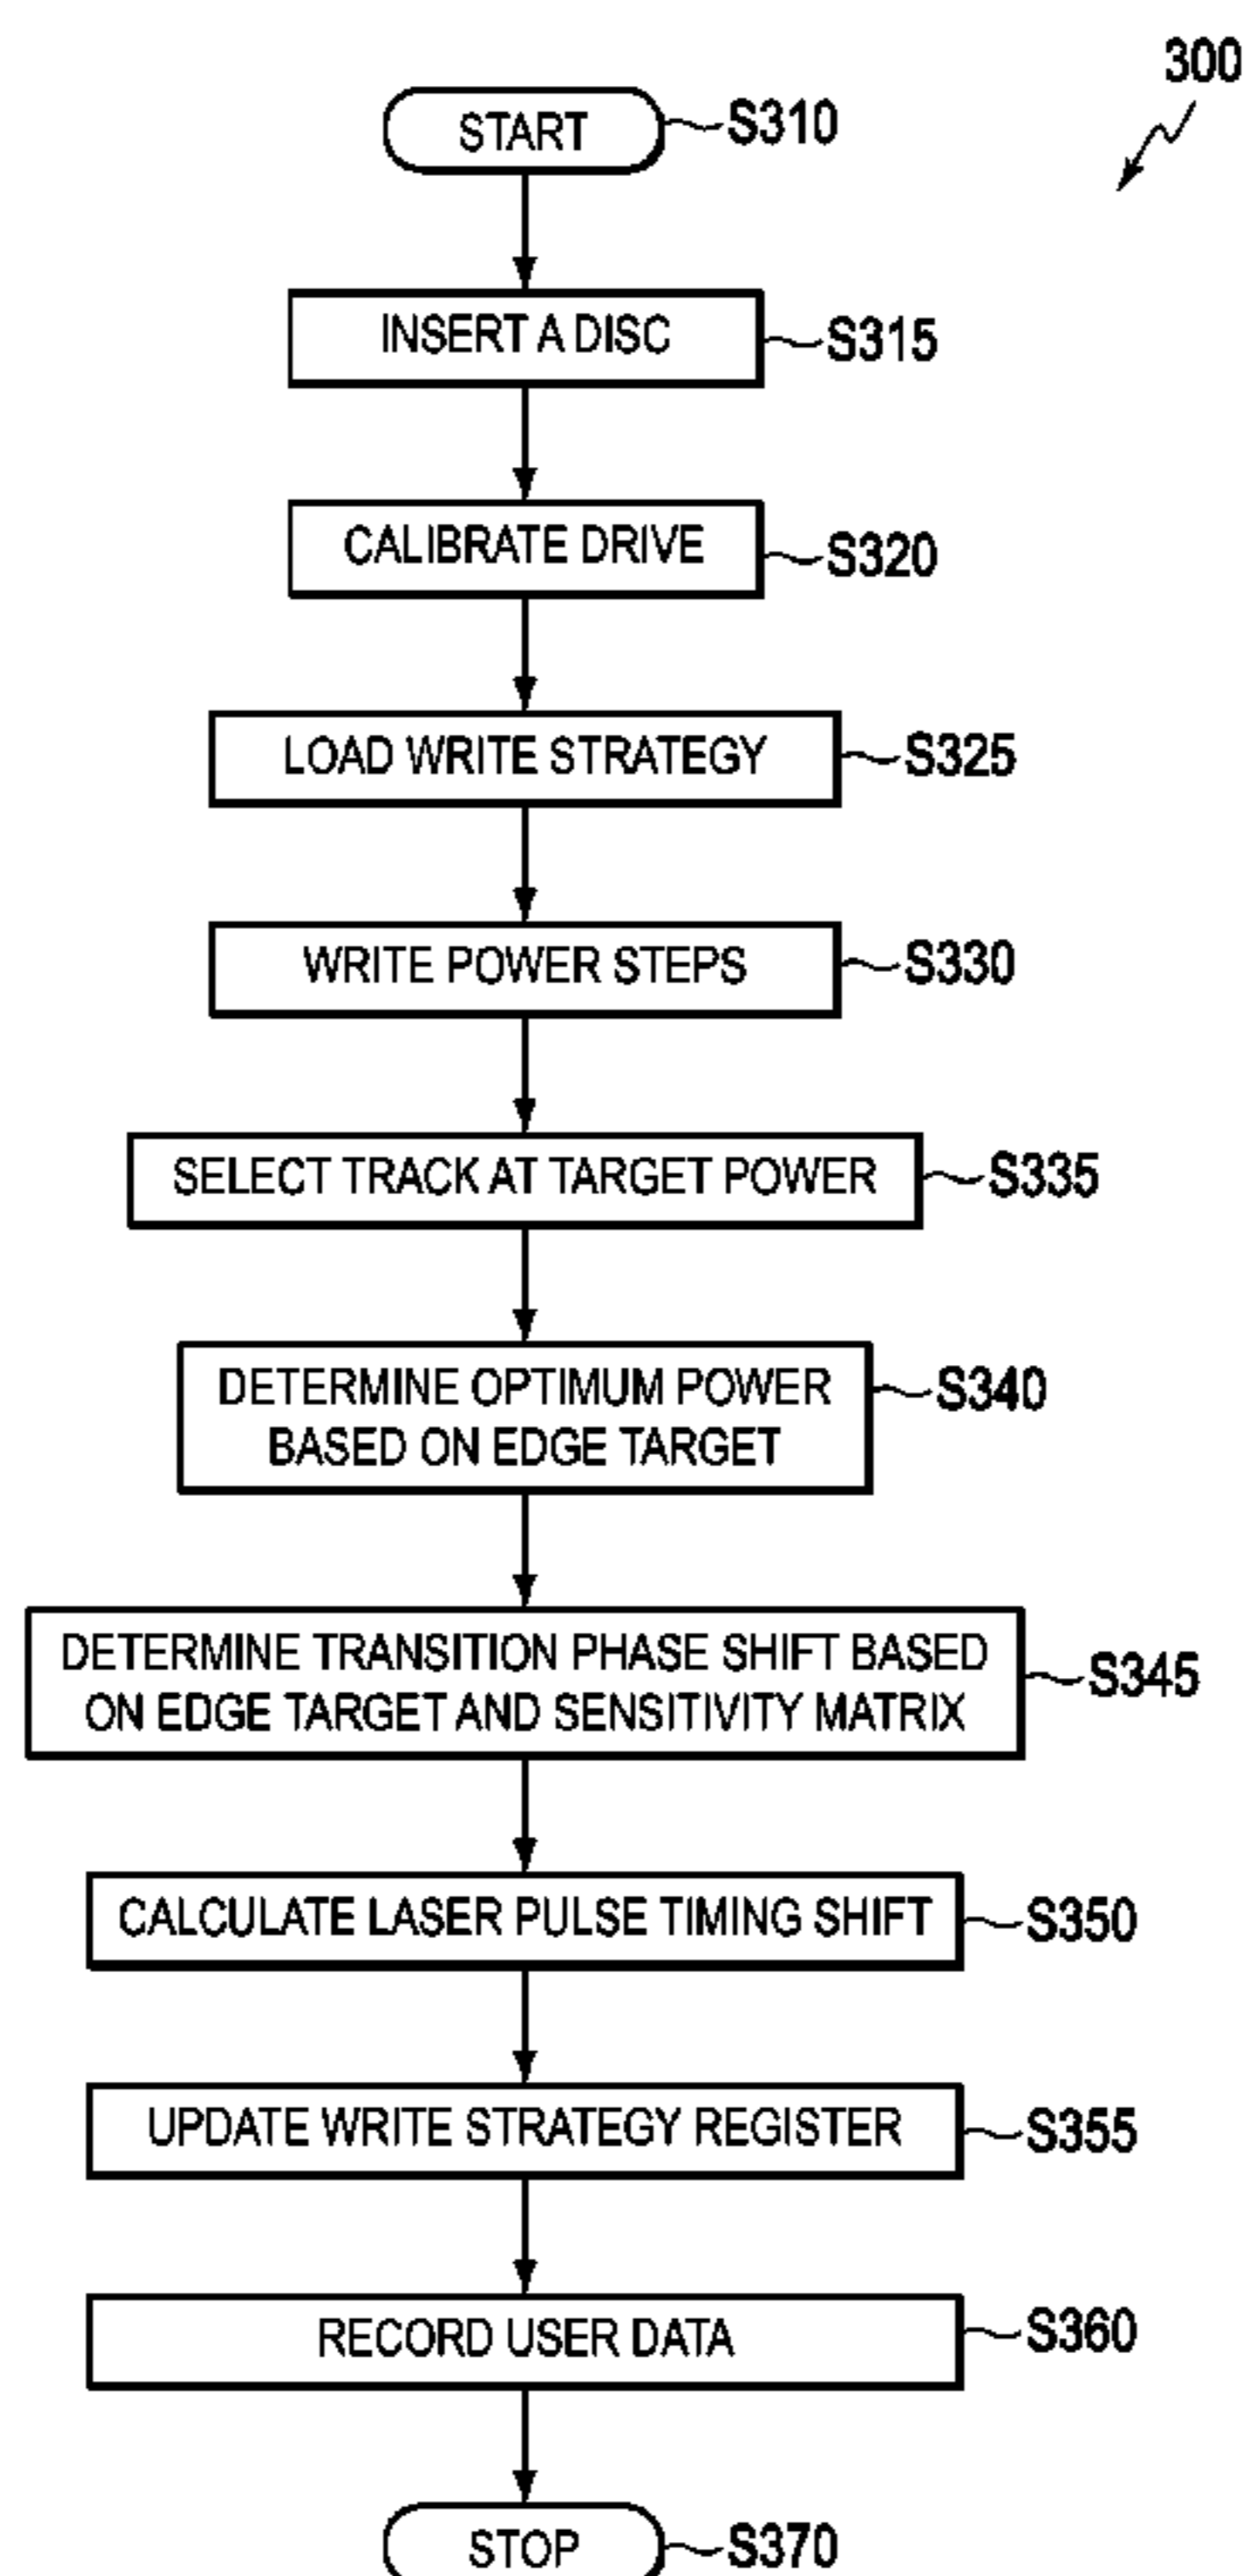 300
START
S310
INSERT A DISC
S315
CALIBRATE DRIVE
S320
LOAD WRITE STRATEGY
S325
WRITE POWER STEPS
S330
SELECT TRACK AT TARGET POWER
S335
DETERMINE OPTIMUM POWER
BASED ON EDGE TARGET
S340
DETERMINE TRANSITION PHASE SHIFT BASED
ON EDGE TARGET AND SENSITIVITY MATRIX
S345
CALCULATE LASER PULSE TIMING SHIFT
S350
UPDATE WRITE STRATEGY REGISTER
S355
RECORD USER DATA
S360
STOP
S370